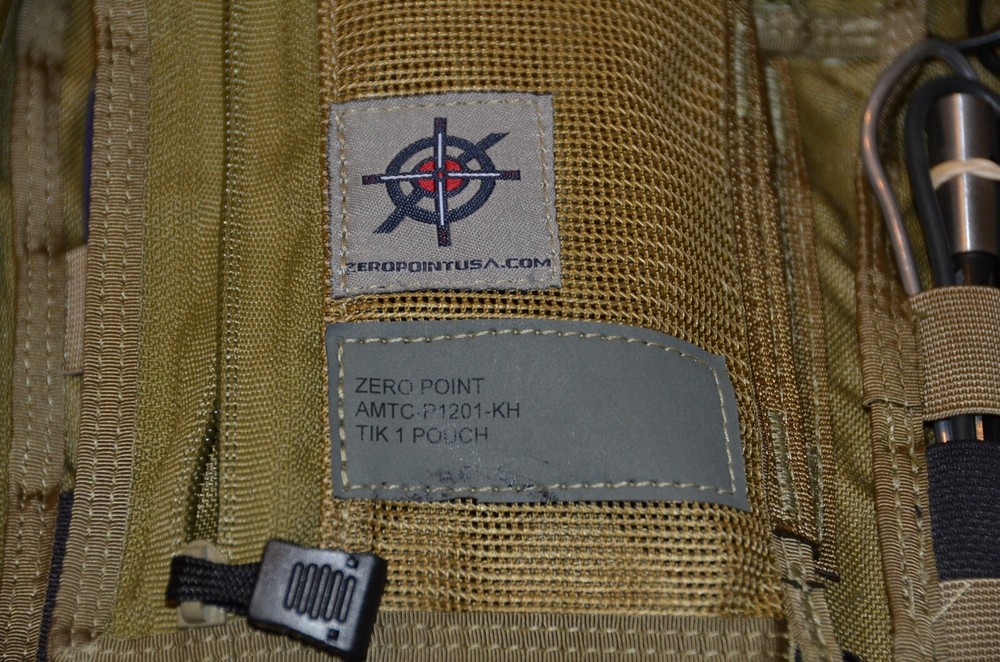 ZEROPOINTUSA.COM
ZERO POINT
AMTC-P1201-KH
TIK 1 POUCH